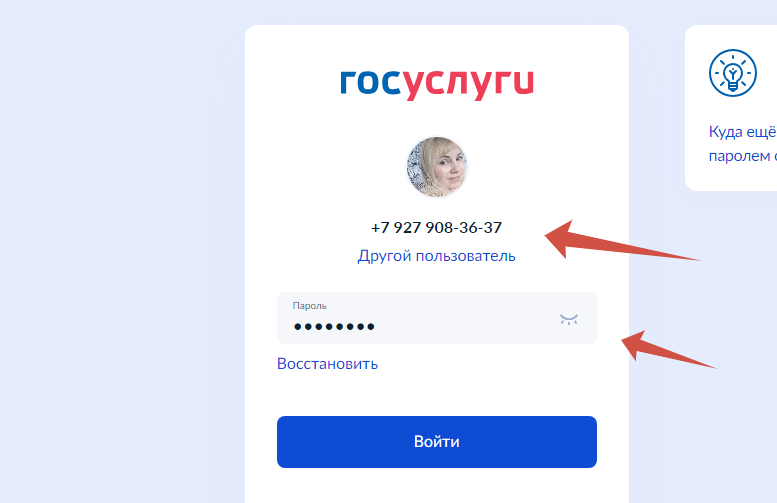 госуслуги
+7 927 908-36-37
Другой пользователь
Пароль
••••••••
Восстановить
Войти
Куда ещё
паролем